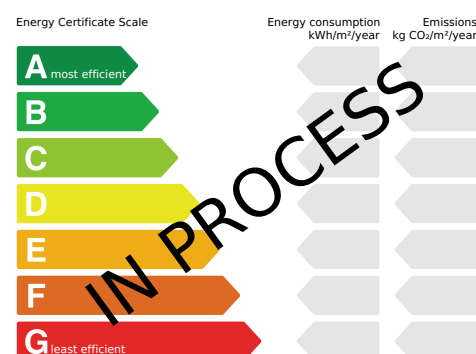 Energy Certificate Scale
Energy consumption
kWh/m²/year
Emissions
kg CO₂/m²/year
A most efficient
B
C
D
E
F
G least efficient
IN PROCESS